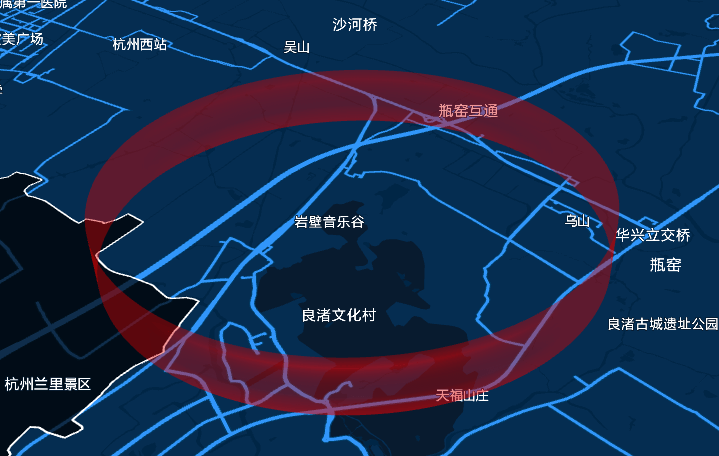 属第一医院
沙河桥
美广场
杭州西站
吴山
瓶窑互通
岩壁音乐谷
乌山
华兴立交桥
瓶窑
良渚文化村
良渚古城遗址公园
杭州兰里景区
天福山庄